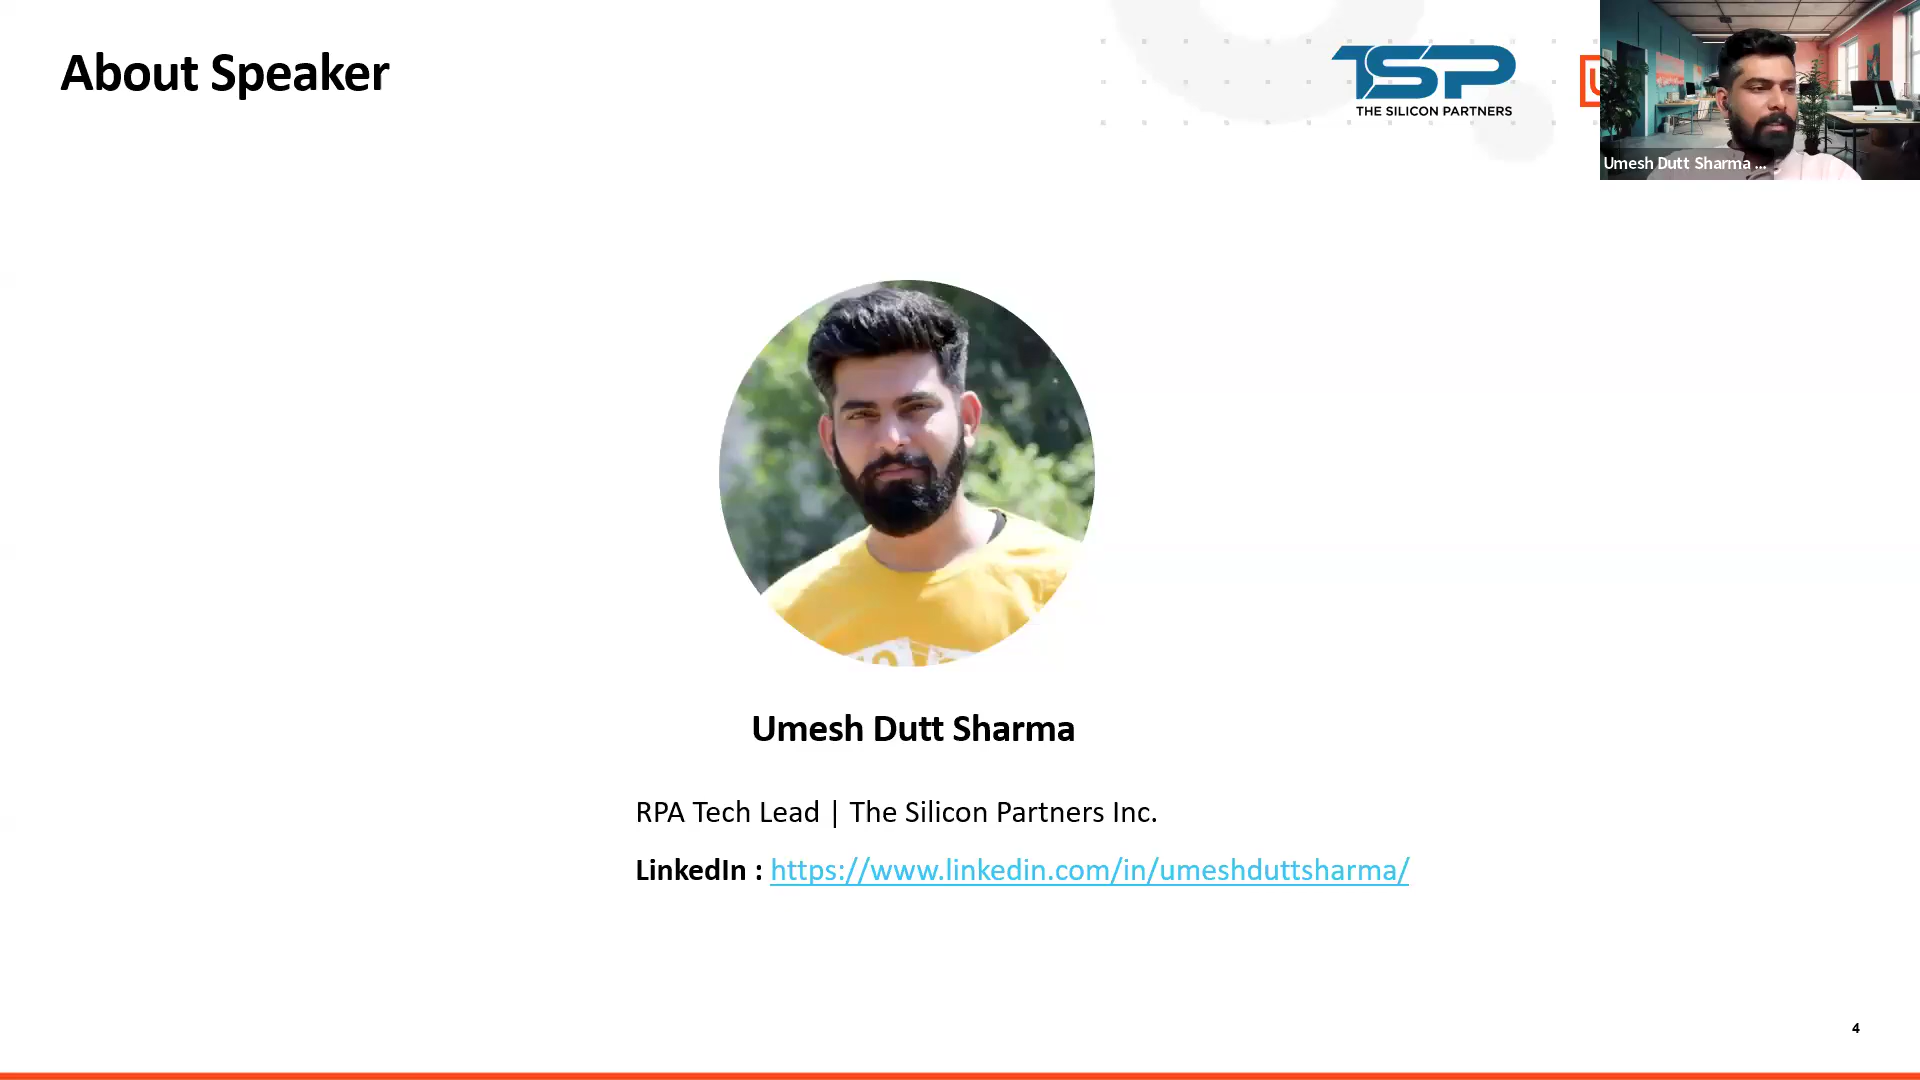 About Speaker
TSP
THE SILICON PARTNERS
Umesh Dutt Sharma ...
Umesh Dutt Sharma
RPA Tech Lead | The Silicon Partners Inc.
LinkedIn : https://www.linkedin.com/in/umeshduttsharma/
4